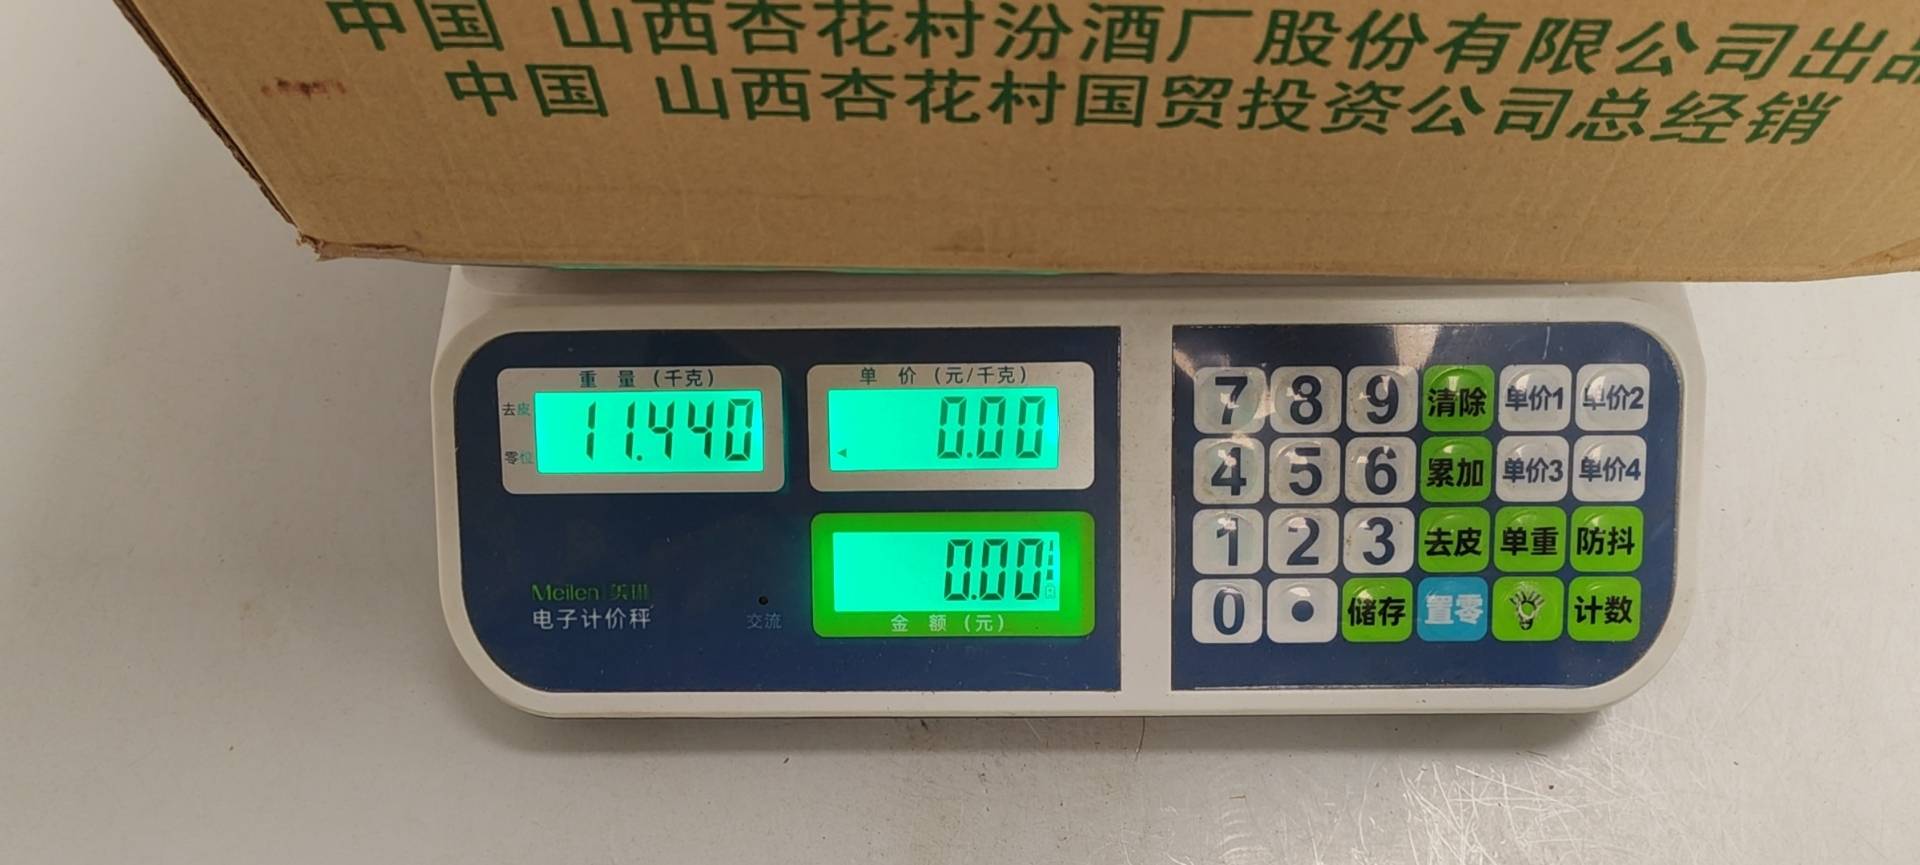 中国 山西杏花村汾酒厂股份有限公司出品
中国 山西杏花村国贸投资公司总经销
重 量 (千克)
去皮
零位
11.440
单 价 (元/千克)
0.00
0.00
金 额 (元)
Meilen
电子计价秤
交流
7 8 9 清除 单价1 单价2
4 5 6 累加 单价3 单价4
1 2 3 去皮 单重 防抖
0 • 储存 置零 计数